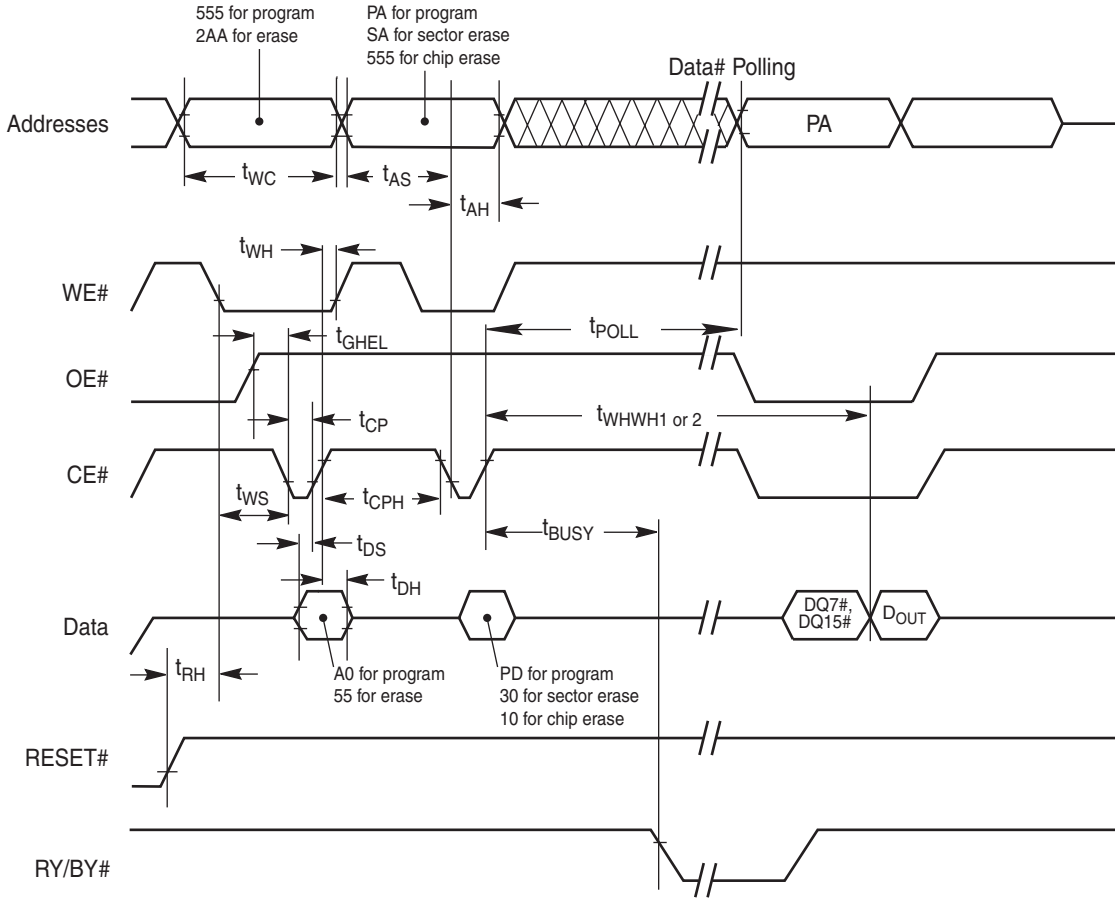 555 for program
2AA for erase
PA for program
SA for sector erase
555 for chip erase
Data# Polling
Addresses
PA
tWC
tAS
tAH
tWH
WE#
tGHEL
tPOLL
OE#
tCP
tWHWH1 or 2
CE#
tWS
tCPH
tBUSY
tDS
tDH
Data
DQ7#,
DQ15#
DOUT
tRH
A0 for program
55 for erase
PD for program
30 for sector erase
10 for chip erase
RESET#
RY/BY#